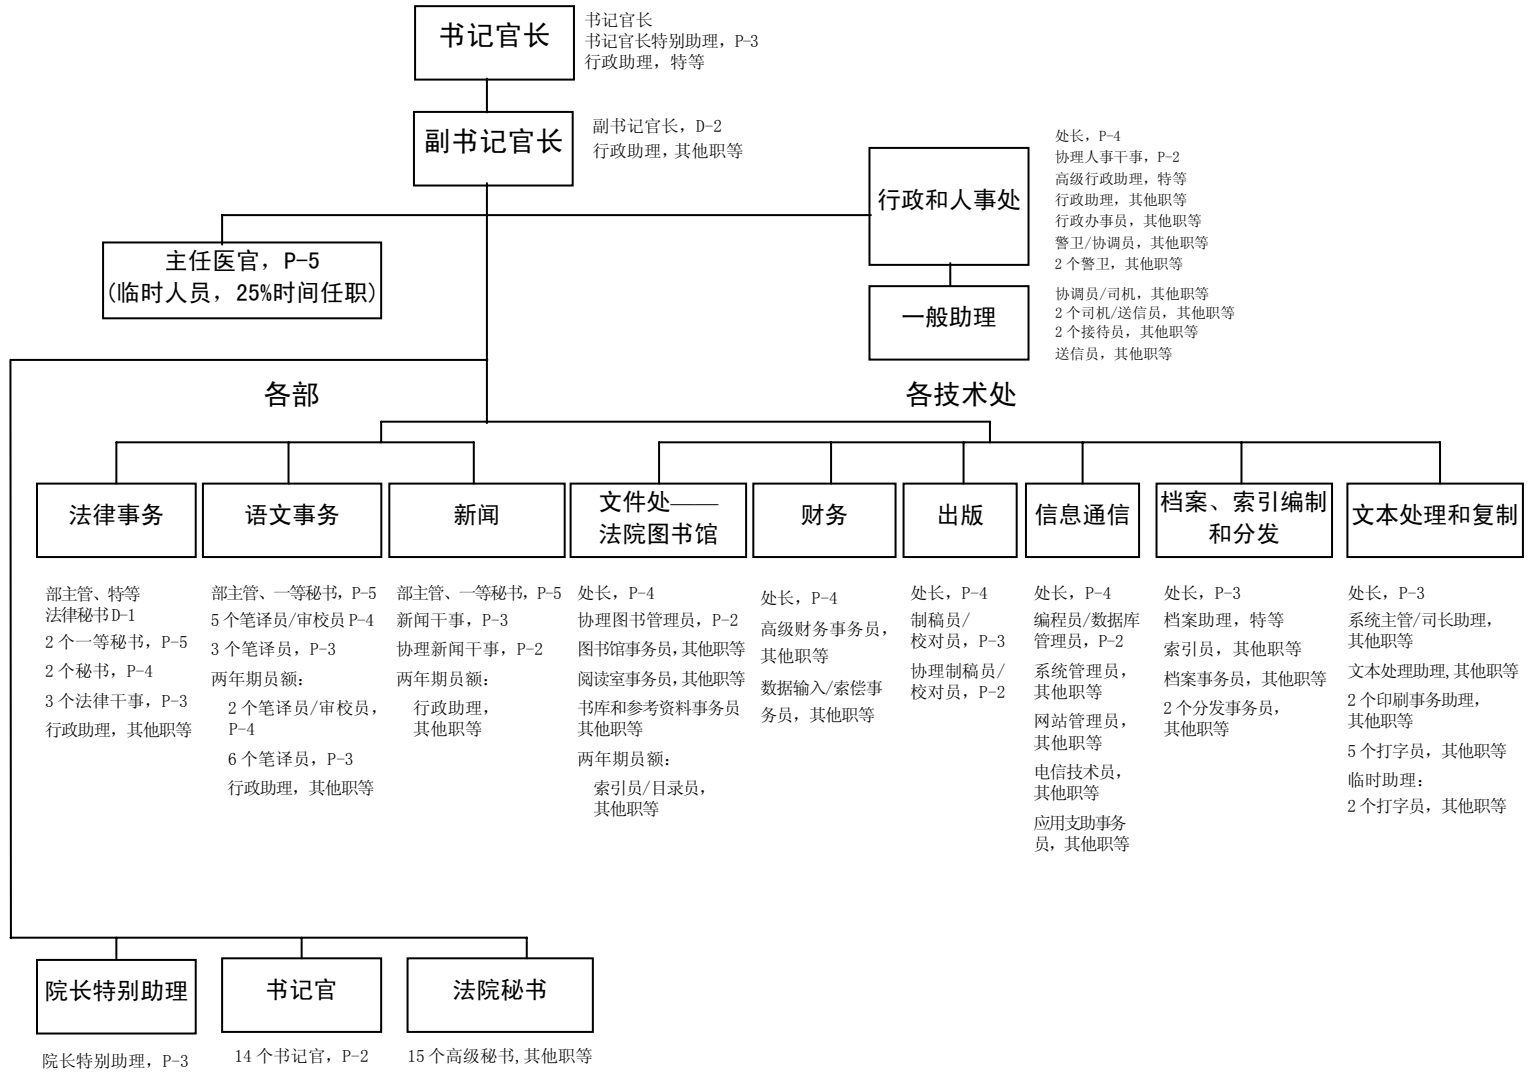 书记官长
书记官长
书记官长特别助理，P-3
行政助理，特等
副书记官长
副书记官长，D-2
行政助理，其他职等
行政和人事处
处长，P-4
协理人事干事，P-2
高级行政助理，特等
行政助理，其他职等
行政办事员，其他职等
警卫/协调员，其他职等
2 个警卫，其他职等
主任医官，P-5
(临时人员，25%时间任职)
一般助理
协调员/司机，其他职等
2 个司机/送信员，其他职等
2 个接待员，其他职等
送信员，其他职等
各部
各技术处
法律事务
部主管、特等
法律秘书 D-1
2 个一等秘书，P-5
2 个秘书，P-4
3 个法律干事，P-3
行政助理，其他职等
语文事务
部主管、一等秘书，P-5
5 个笔译员/审校员 P-4
3 个笔译员，P-3
两年期员额：
2 个笔译员/审校员，
P-4
6 个笔译员，P-3
行政助理，其他职等
新闻
部主管、一等秘书，P-5
新闻干事，P-3
协理新闻干事，P-2
两年期员额：
行政助理，
其他职等
文件处——
法院图书馆
处长，P-4
协理图书管理员，P-2
图书馆事务员，其他职等
阅读室事务员，其他职等
书库和参考资料事务员
其他职等
两年期员额：
索引员/目录员，
其他职等
财务
处长，P-4
高级财务事务员，
其他职等
数据输入/索偿事
务员，其他职等
出版
处长，P-4
制稿员/
校对员，P-3
协理制稿员/
校对员，P-2
信息通信
处长，P-4
编程员/数据库
管理员，P-2
系统管理员，
其他职等
网站管理员，
其他职等
电信技术员，
其他职等
应用支助事务
员，其他职等
档案、索引编制
和分发
处长，P-3
档案助理，特等
索引员，其他职等
档案事务员，其他职等
2 个分发事务员，
其他职等
文本处理和复制
处长，P-3
系统主管/司长助理，
其他职等
文本处理助理，其他职等
2 个印刷事务助理，
其他职等
5 个打字员，其他职等
临时助理：
2 个打字员，其他职等
院长特别助理
院长特别助理，P-3
书记官
14 个书记官，P-2
法院秘书
15 个高级秘书，其他职等